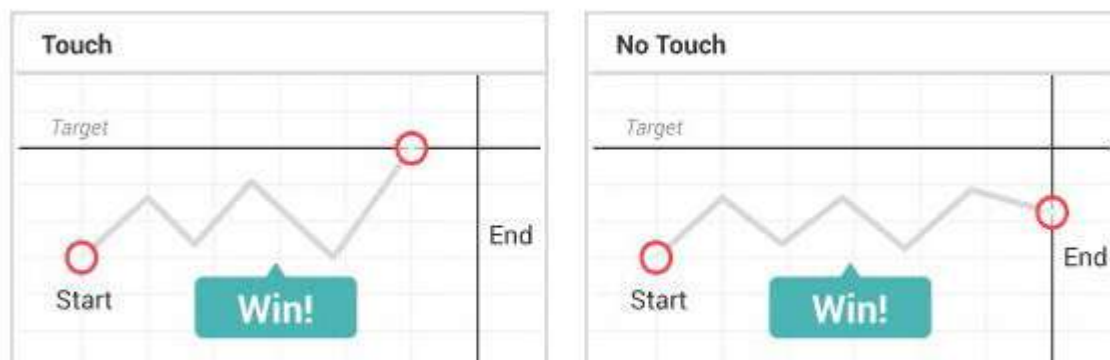 Touch
Target
End
Start
Win!
No Touch
Target
End
Start
Win!